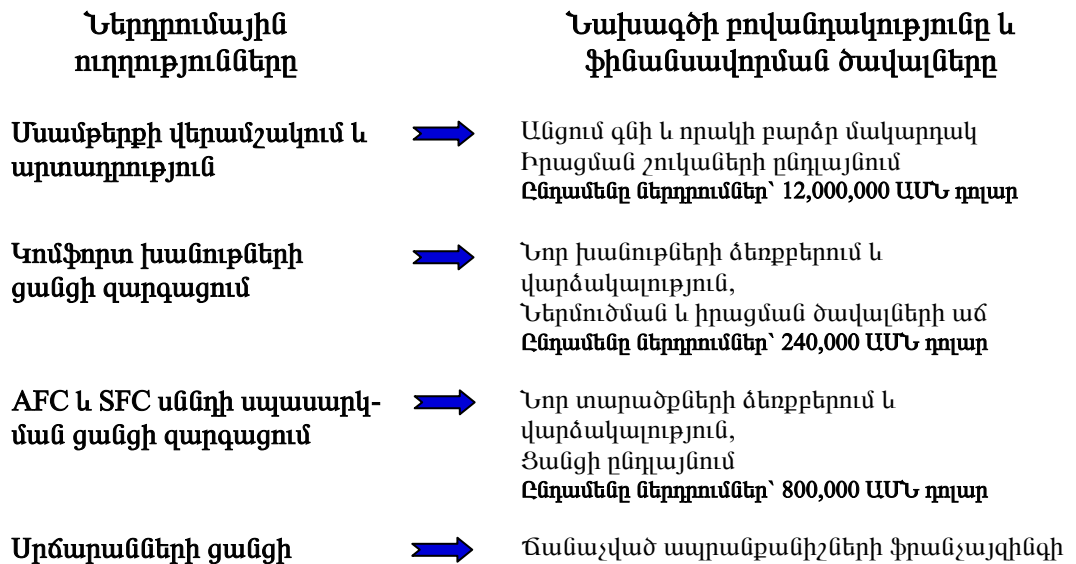 Ներդրումային
ուղղությունները
Նախագծի բովանդակությունը և
ֆինանսավորման ծավալները
Մսամթերքի վերամշակում և
արտադրություն
Անցում գնի և որակի բարձր մակարդակ
Իրացման շուկաների ընդլայնում
Ընդամենը ներդրումներ՝ 12,000,000 ԱՄՆ դոլար
Կոմֆորտ խանութների
ցանցի զարգացում
Նոր խանութների ձեռքբերում և
վարձակալություն,
Ներմուծման և իրացման ծավալների աճ
Ընդամենը ներդրումներ՝ 240,000 ԱՄՆ դոլար
AFC և SFC սննդի սպասարկ-
ման ցանցի զարգացում
Նոր տարածքների ձեռքբերում և
վարձակալություն,
Ցանցի ընդլայնում
Ընդամենը ներդրումներ՝ 800,000 ԱՄՆ դոլար
Սրճարանների ցանցի
Ճանաչված ապրանքանիշների ֆրանչայզինգի